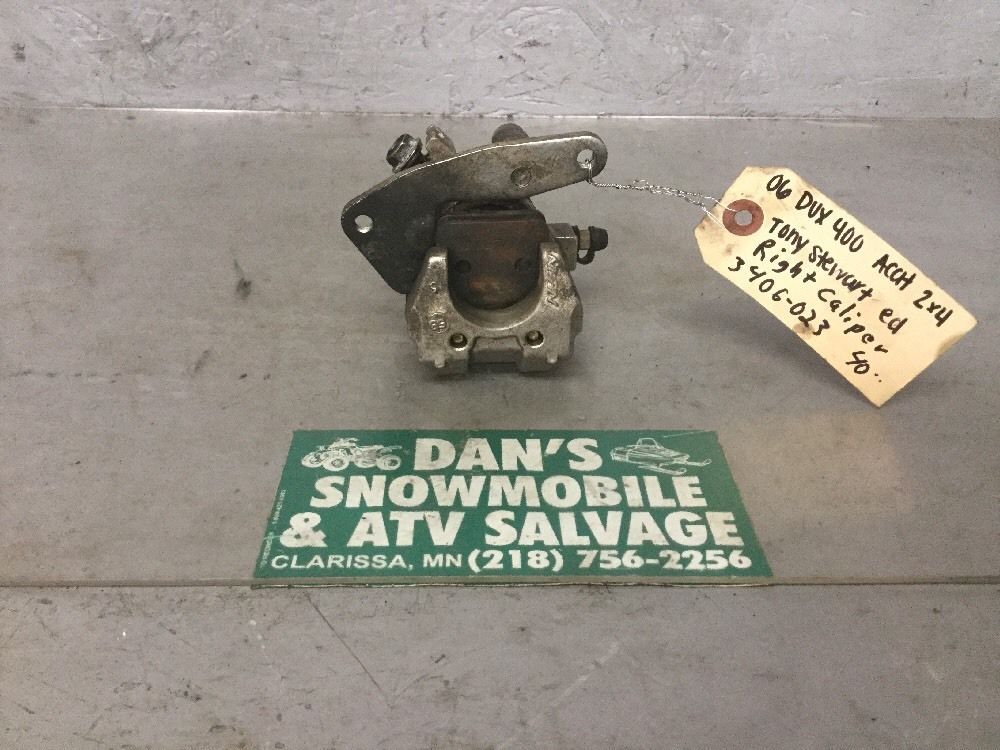 06 DVX 400 ACCH 2x4
Tony Stewart ed
Right Caliper
3406-023 40
NISSIN
DAN'S
SNOWMOBILE
& ATV SALVAGE
CLARISSA, MN (218) 756-2256